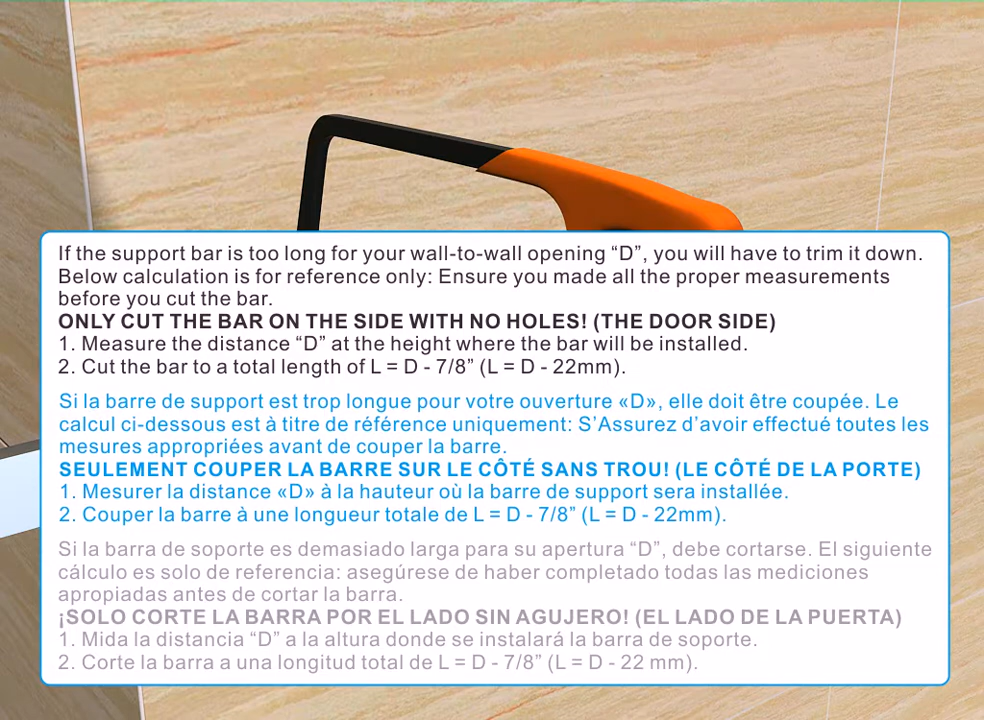 If the support bar is too long for your wall-to-wall opening “D”, you will have to trim it down.
Below calculation is for reference only: Ensure you made all the proper measurements
before you cut the bar.
ONLY CUT THE BAR ON THE SIDE WITH NO HOLES! (THE DOOR SIDE)
1. Measure the distance “D” at the height where the bar will be installed.
2. Cut the bar to a total length of L = D - 7/8” (L = D - 22mm).
Si la barre de support est trop longue pour votre ouverture «D», elle doit être coupée. Le
calcul ci-dessous est à titre de référence uniquement: S’Assurez d’avoir effectué toutes les
mesures appropriées avant de couper la barre.
SEULEMENT COUPER LA BARRE SUR LE CÔTÉ SANS TROU! (LE CÔTÉ DE LA PORTE)
1. Mesurer la distance «D» à la hauteur où la barre de support sera installée.
2. Couper la barre à une longueur totale de L = D - 7/8” (L = D - 22mm).
Si la barra de soporte es demasiado larga para su apertura “D”, debe cortarse. El siguiente
cálculo es solo de referencia: asegúrese de haber completado todas las mediciones
apropiadas antes de cortar la barra.
¡SOLO CORTE LA BARRA POR EL LADO SIN AGUJERO! (EL LADO DE LA PUERTA)
1. Mida la distancia “D” a la altura donde se instalará la barra de soporte.
2. Corte la barra a una longitud total de L = D - 7/8” (L = D - 22 mm).